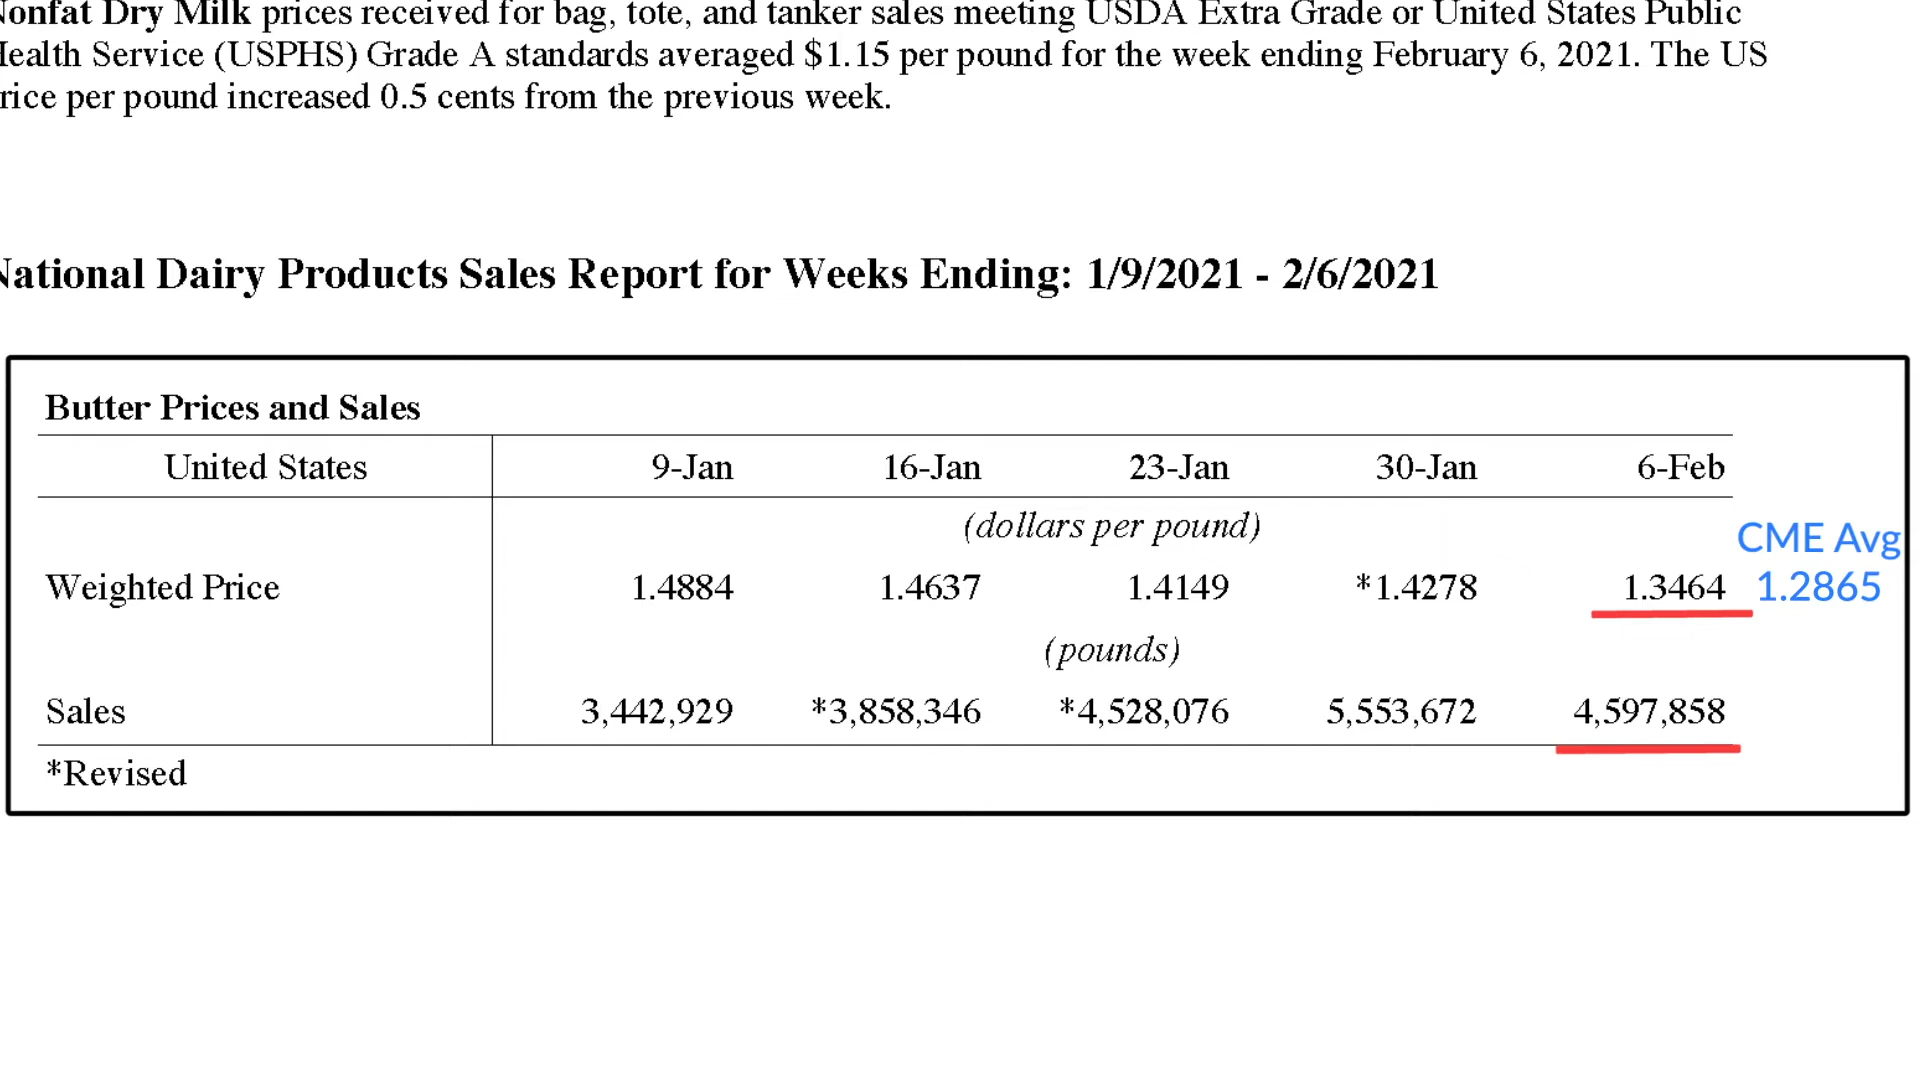 onfat Dry Milk prices received for bag, tote, and tanker sales meeting USDA Extra Grade or United States Public
ealth Service (USPHS) Grade A standards averaged $1.15 per pound for the week ending February 6, 2021. The US
rice per pound increased 0.5 cents from the previous week.
National Dairy Products Sales Report for Weeks Ending: 1/9/2021 - 2/6/2021
Butter Prices and Sales
United States 9-Jan 16-Jan 23-Jan 30-Jan 6-Feb
(dollars per pound)
CME Avg
Weighted Price 1.4884 1.4637 1.4149 *1.4278 1.3464 1.2865
(pounds)
Sales 3,442,929 *3,858,346 *4,528,076 5,553,672 4,597,858
*Revised